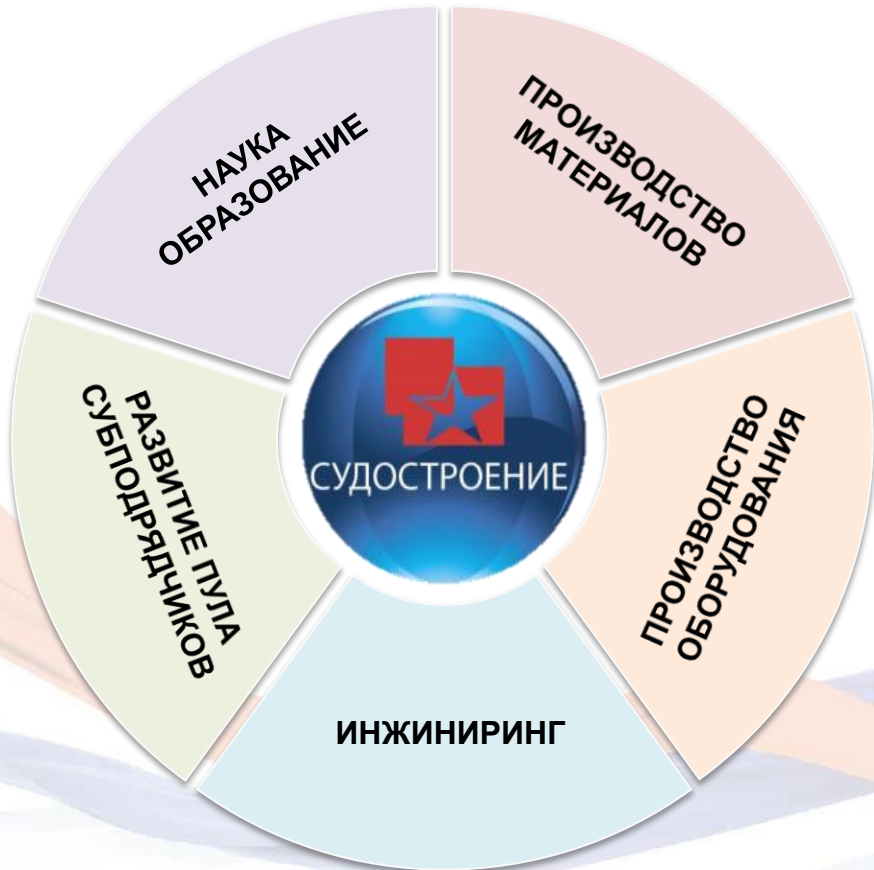 НАУКА
ОБРАЗОВАНИЕ
ПРОИЗВОДСТВО
МАТЕРИАЛОВ
СУДОСТРОЕНИЕ
РАЗВИТИЕ ПУЛА
СУБПОДРЯДЧИКОВ
ПРОИЗВОДСТВО
ОБОРУДОВАНИЯ
ИНЖИНИРИНГ